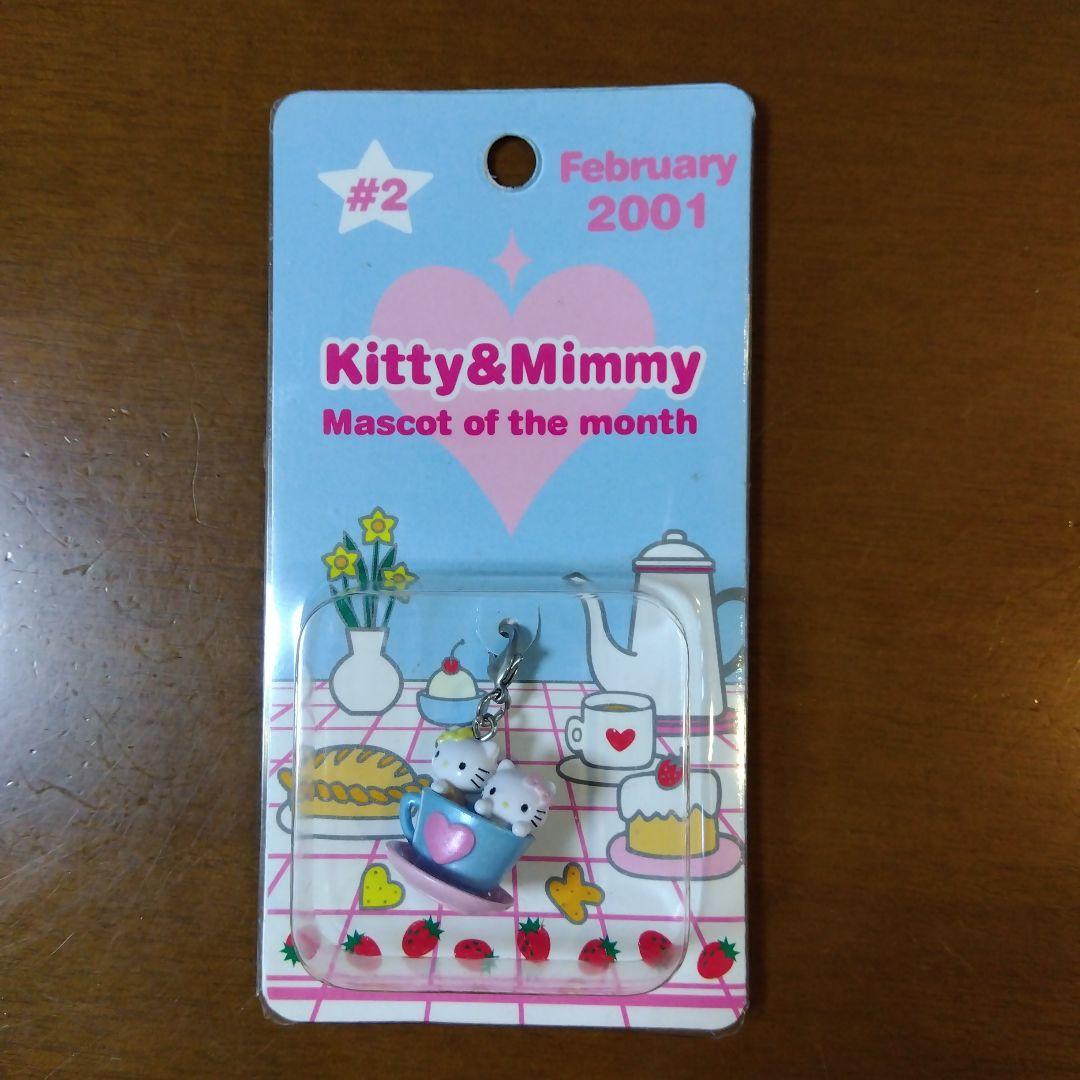 #2
February
2001
Kitty&Mimmy
Mascot of the month